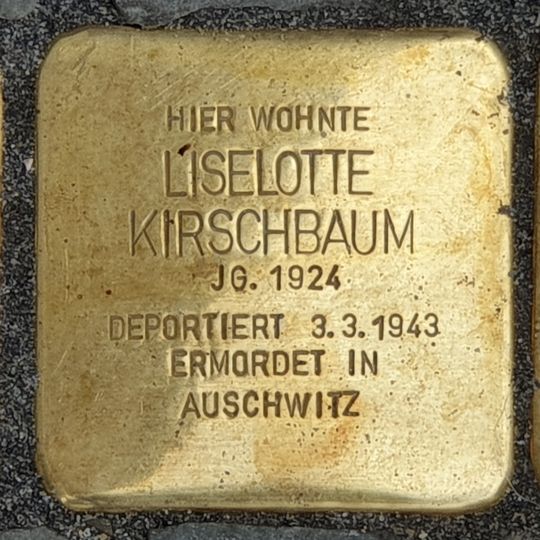 HIER WOHNTE
LISELOTTE
KIRSCHBAUM
JG. 1924
DEPORTIERT 3.3.1943
ERMORDET IN
AUSCHWITZ